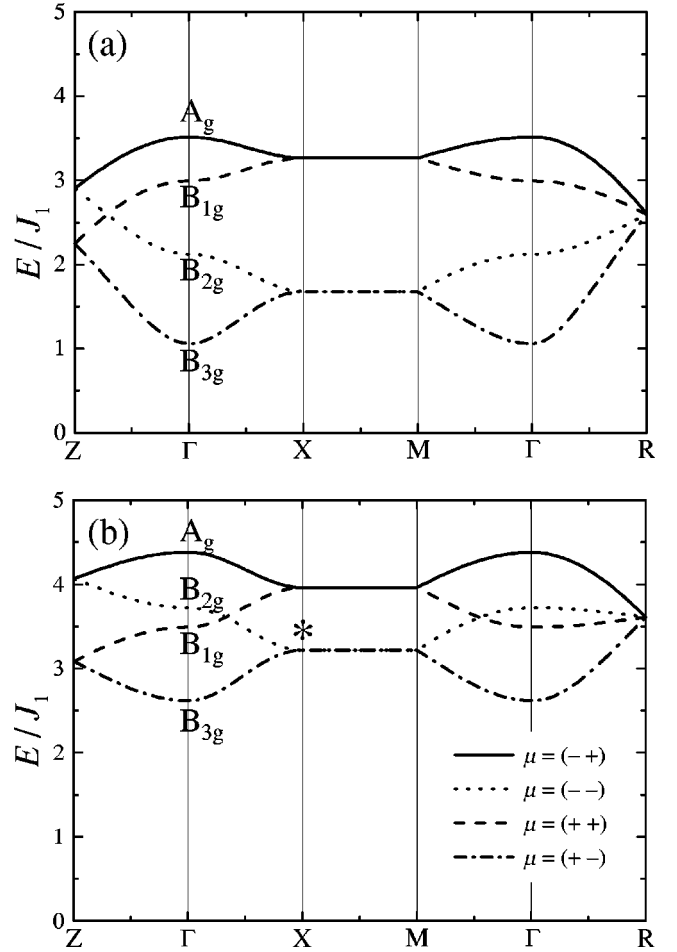 5
(a)
4
A_g
3
B_1g
E / J_1
2
B_2g
1
B_3g
0
Z Γ X M Γ R
5
(b)
A_g
4
B_2g
*
B_1g
3
E / J_1
B_3g
2
μ = (– +)
μ = (– –)
1
μ = (+ +)
μ = (+ –)
0
Z Γ X M Γ R